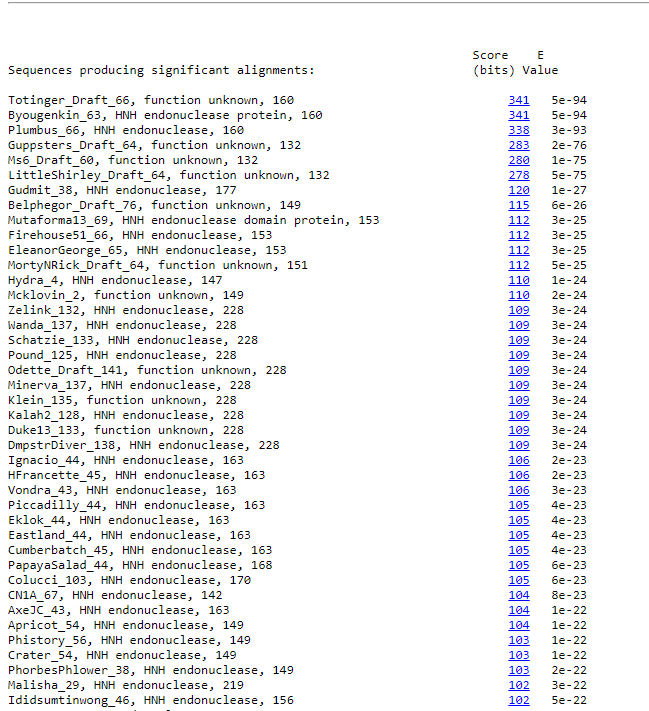 Score E
Sequences producing significant alignments: (bits) Value
Totinger_Draft_66, function unknown, 160 341 5e-94
Byougenkin_63, HNH endonuclease protein, 160 341 5e-94
Plumbus_66, HNH endonuclease, 160 338 3e-93
Guppsters_Draft_64, function unknown, 132 283 2e-76
Ms6_Draft_60, function unknown, 132 280 1e-75
LittleShirley_Draft_64, function unknown, 132 278 5e-75
Gudmit_38, HNH endonuclease, 177 120 1e-27
Belphegor_Draft_76, function unknown, 149 115 6e-26
Mutaforma13_69, HNH endonuclease domain protein, 153 112 3e-25
Firehouse51_66, HNH endonuclease, 153 112 3e-25
EleanorGeorge_65, HNH endonuclease, 153 112 3e-25
MortyNRick_Draft_64, function unknown, 151 112 5e-25
Hydra_4, HNH endonuclease, 147 110 1e-24
Mcklovin_2, function unknown, 149 110 2e-24
Zelink_132, HNH endonuclease, 228 109 3e-24
Wanda_137, HNH endonuclease, 228 109 3e-24
Schatzie_133, HNH endonuclease, 228 109 3e-24
Pound_125, HNH endonuclease, 228 109 3e-24
Odette_Draft_141, function unknown, 228 109 3e-24
Minerva_137, HNH endonuclease, 228 109 3e-24
Klein_135, function unknown, 228 109 3e-24
Kalah2_128, HNH endonuclease, 228 109 3e-24
Duke13_133, function unknown, 228 109 3e-24
DmpstrDiver_138, HNH endonuclease, 228 109 3e-24
Ignacio_44, HNH endonuclease, 163 106 2e-23
HFrancette_45, HNH endonuclease, 163 106 2e-23
Vondra_43, HNH endonuclease, 163 106 3e-23
Piccadilly_44, HNH endonuclease, 163 105 4e-23
Eklok_44, HNH endonuclease, 163 105 4e-23
Eastland_44, HNH endonuclease, 163 105 4e-23
Cumberbatch_45, HNH endonuclease, 163 105 4e-23
PapayaSalad_44, HNH endonuclease, 168 105 6e-23
Colucci_103, HNH endonuclease, 170 105 6e-23
CN1A_67, HNH endonuclease, 142 104 8e-23
AxeJC_43, HNH endonuclease, 163 104 1e-22
Apricot_54, HNH endonuclease, 149 104 1e-22
Phistory_56, HNH endonuclease, 149 103 1e-22
Crater_54, HNH endonuclease, 149 103 1e-22
PhorbesPhlower_38, HNH endonuclease, 149 103 2e-22
Malisha_29, HNH endonuclease, 219 102 3e-22
Ididsumtinwong_46, HNH endonuclease, 156 102 5e-22